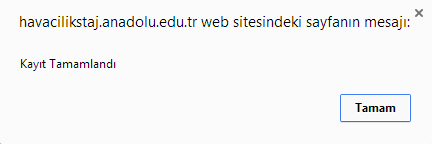 havacilikstaj.anadolu.edu.tr web sitesindeki sayfanın mesajı:
Kayıt Tamamlandı
Tamam